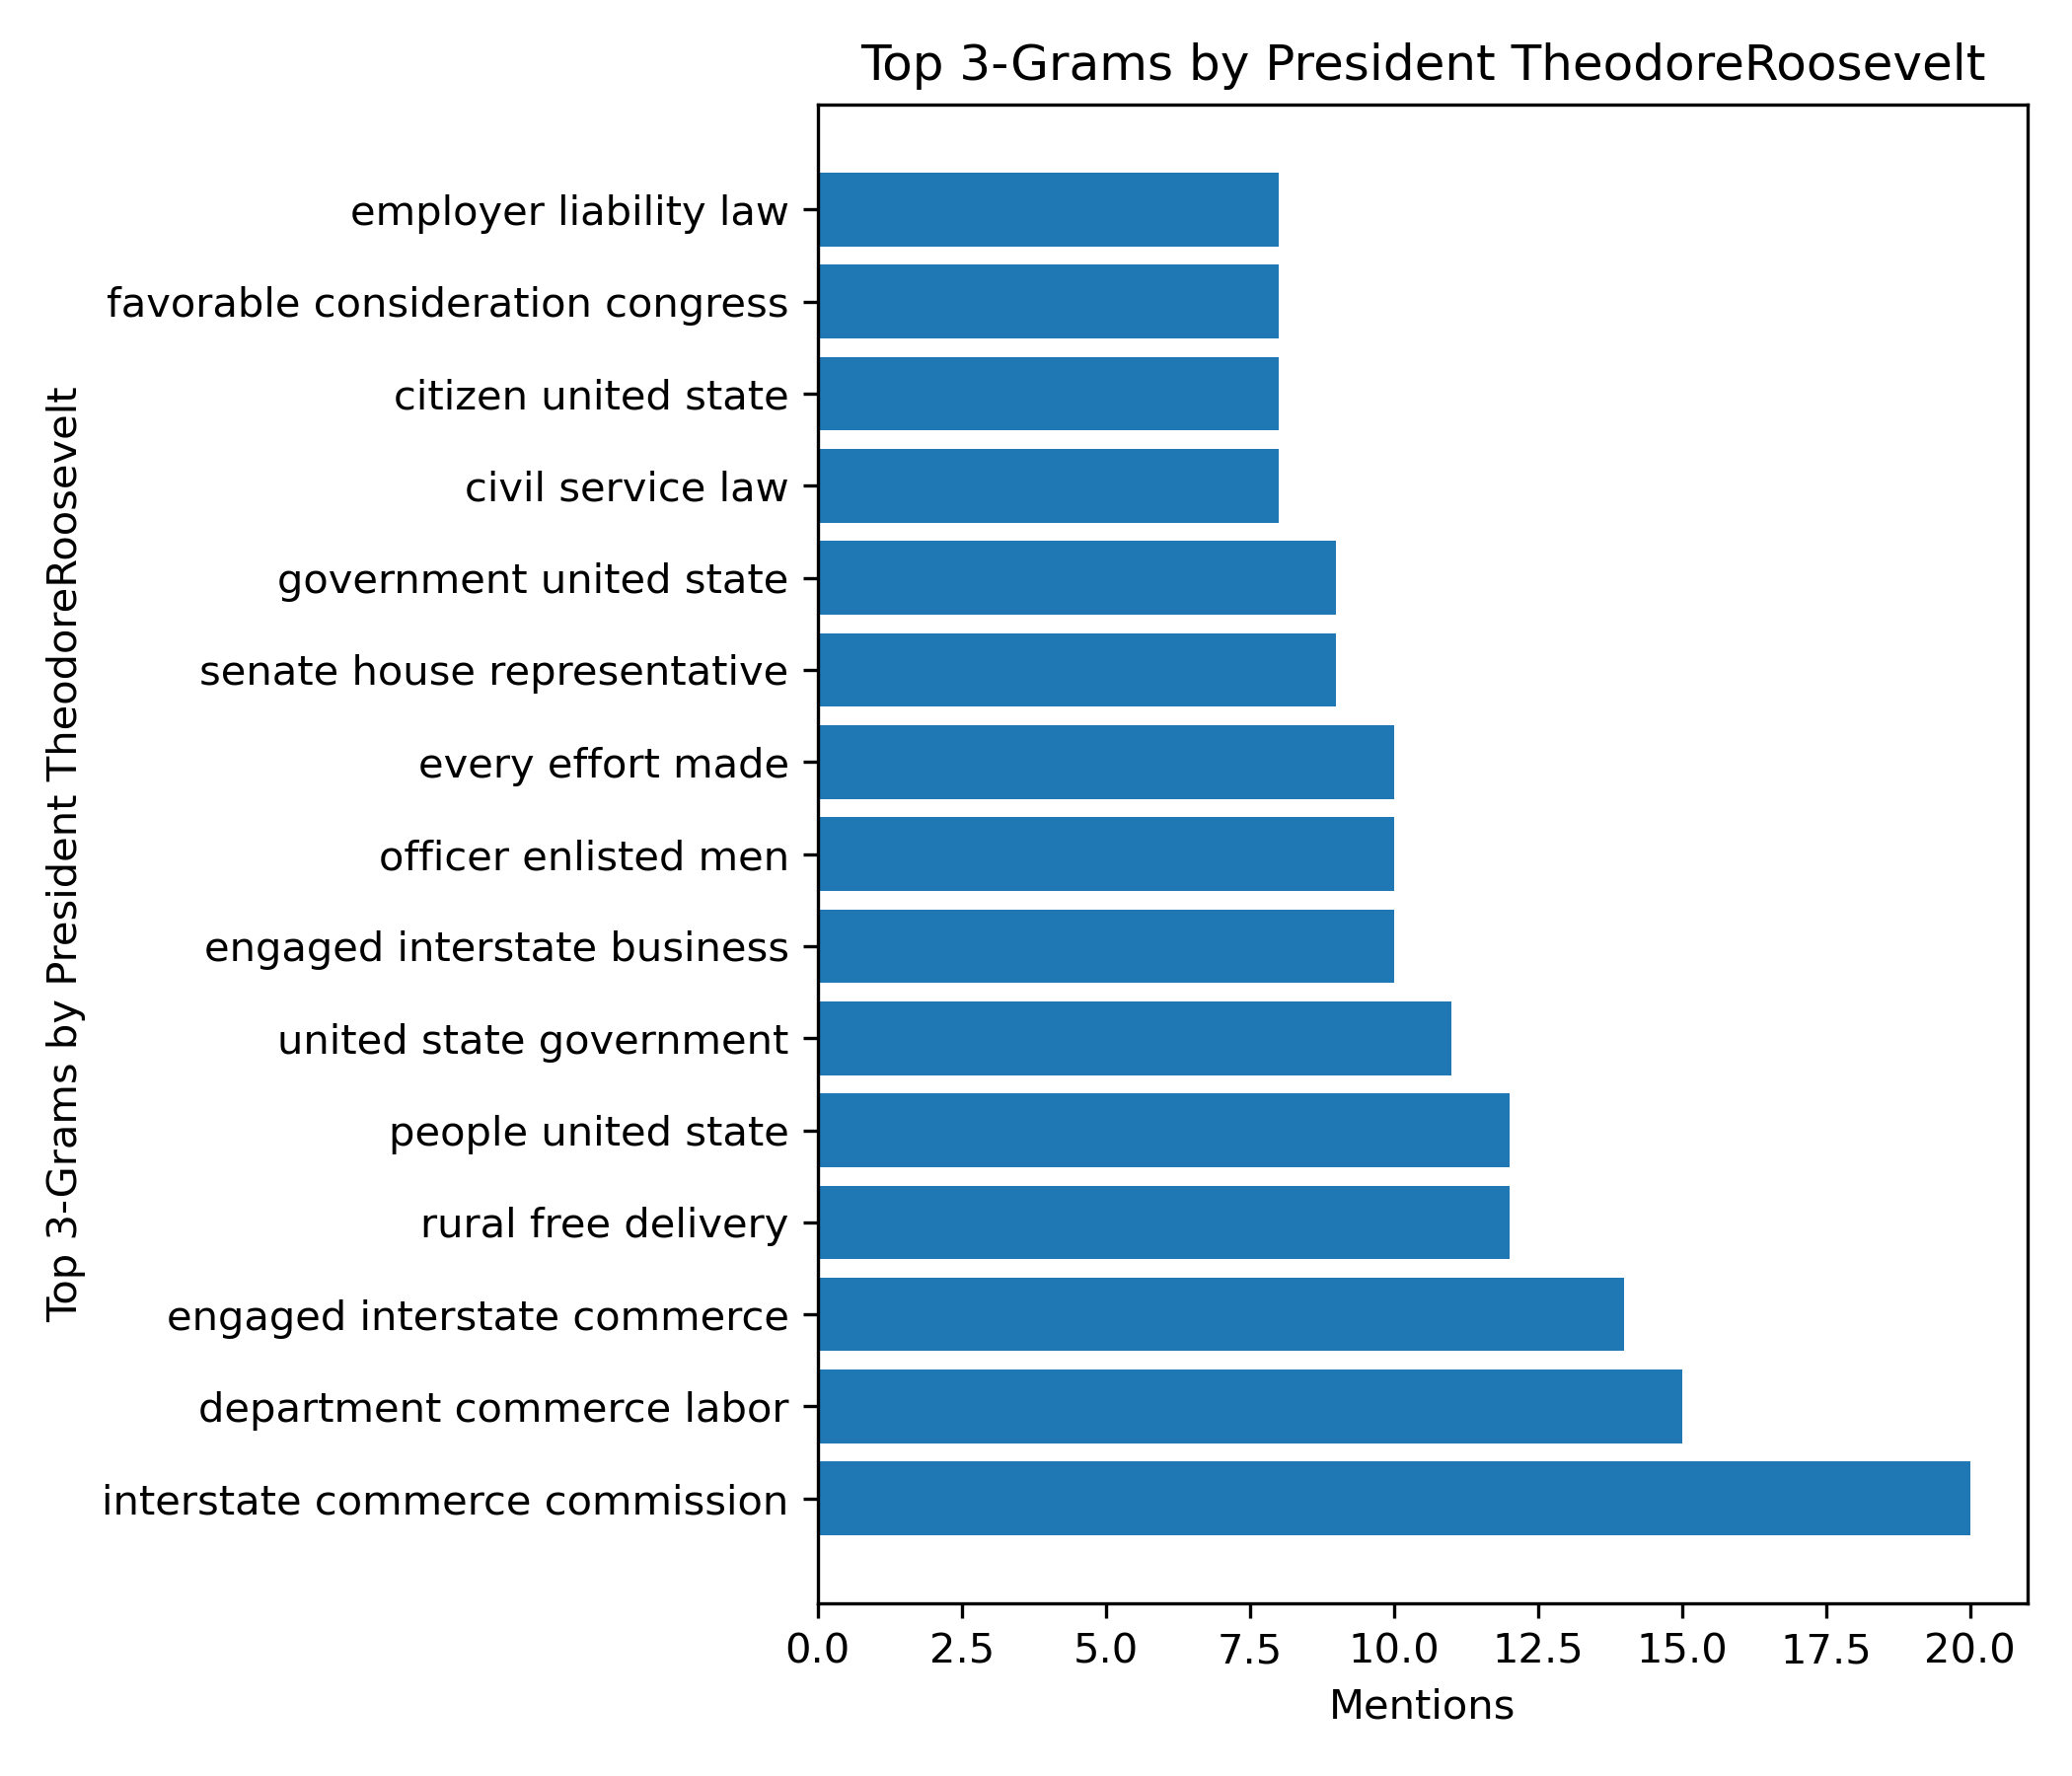 Top 3-Grams by President TheodoreRoosevelt
Top 3-Grams by President TheodoreRoosevelt
employer liability law
favorable consideration congress
citizen united state
civil service law
government united state
senate house representative
every effort made
officer enlisted men
engaged interstate business
united state government
people united state
rural free delivery
engaged interstate commerce
department commerce labor
interstate commerce commission
0.0 2.5 5.0 7.5 10.0 12.5 15.0 17.5 20.0
Mentions